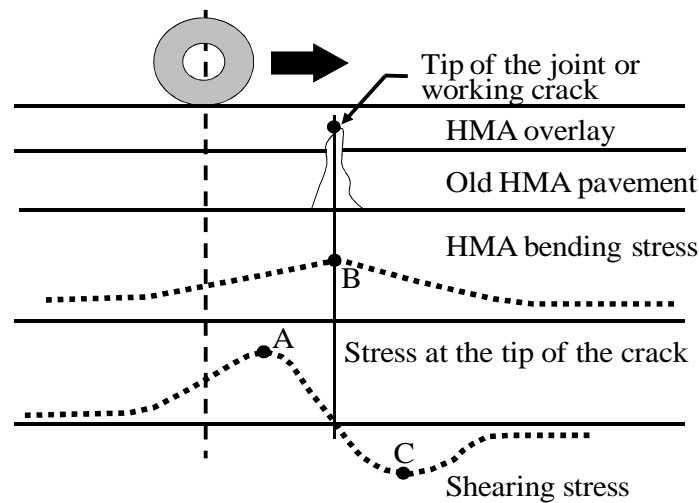 Tip of the joint or
working crack
HMA overlay
Old HMA pavement
HMA bending stress
B
A
Stress at the tip of the crack
C
Shearing stress